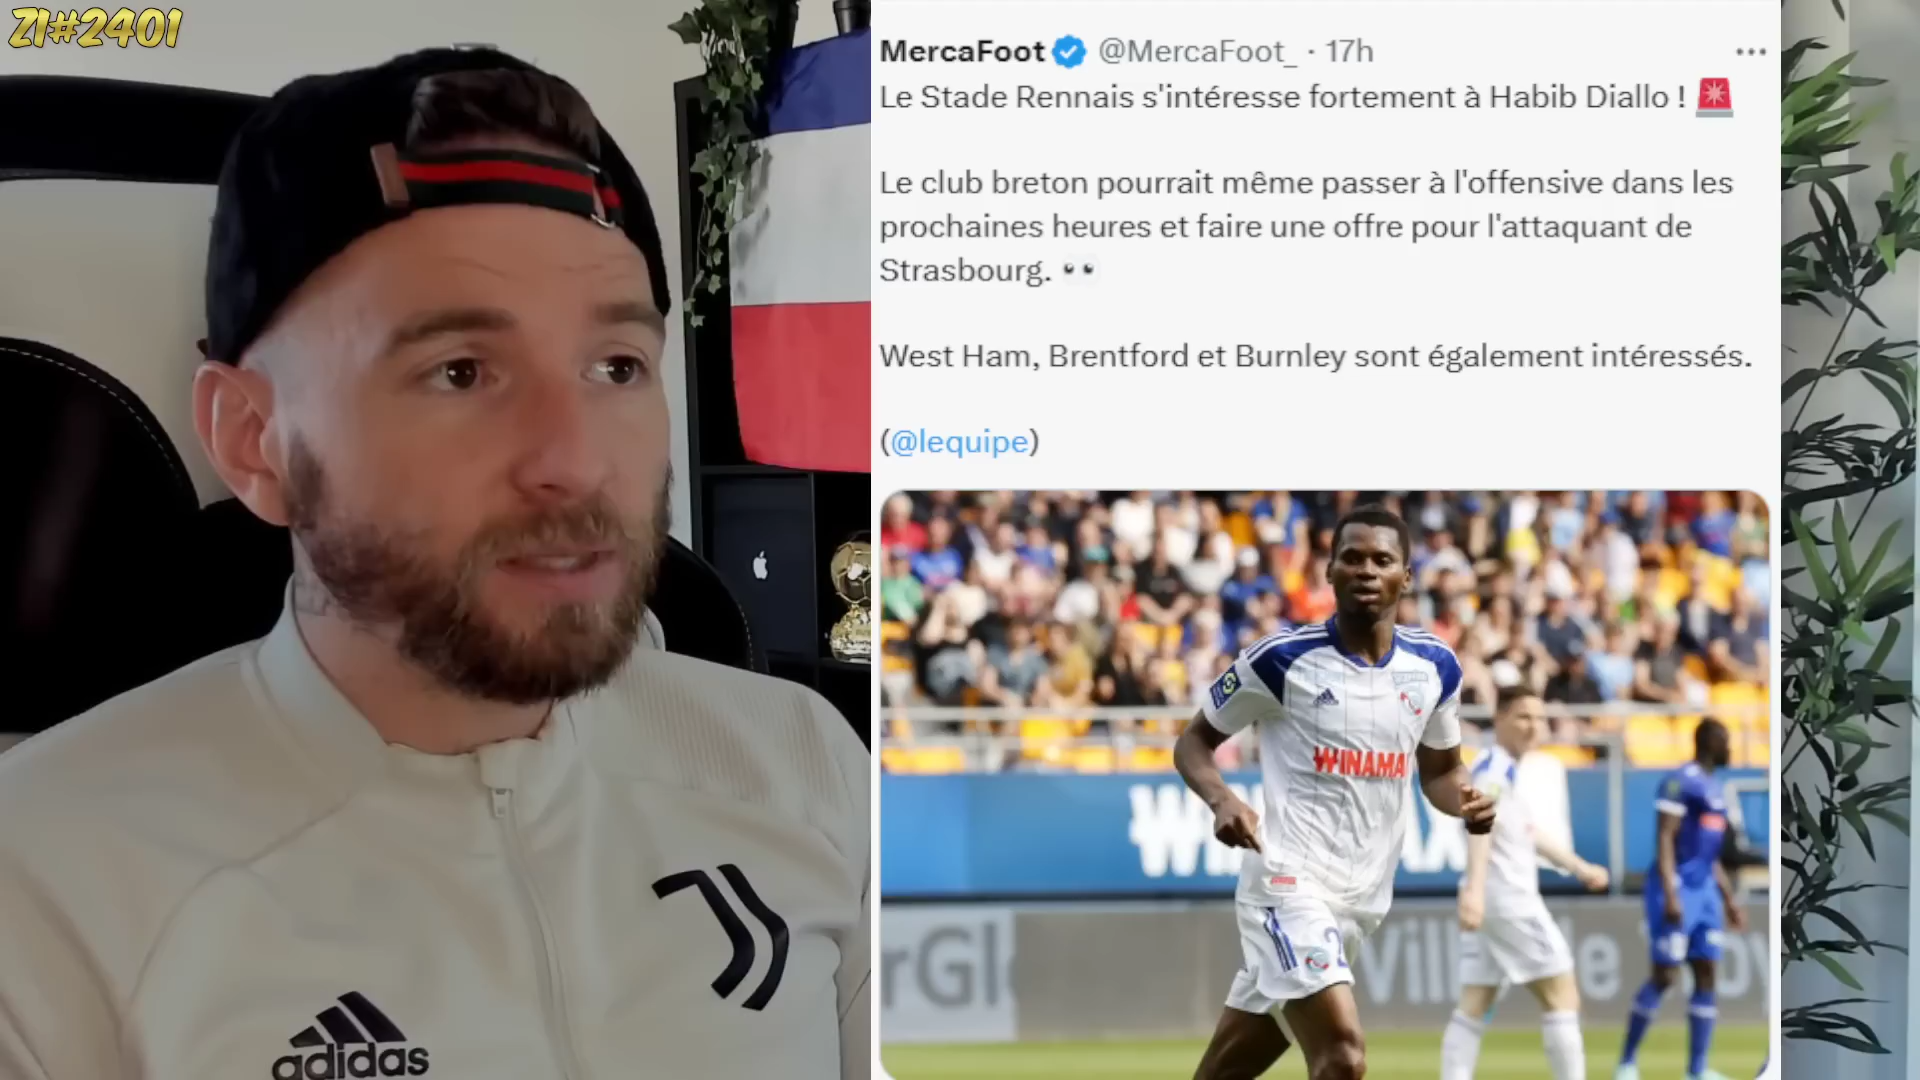 ZI#2401
MercaFoot @MercaFoot_ · 17h
Le Stade Rennais s'intéresse fortement à Habib Diallo !
Le club breton pourrait même passer à l'offensive dans les
prochaines heures et faire une offre pour l'attaquant de
Strasbourg.
West Ham, Brentford et Burnley sont également intéressés.
(@lequipe)
adidas
WINAMA